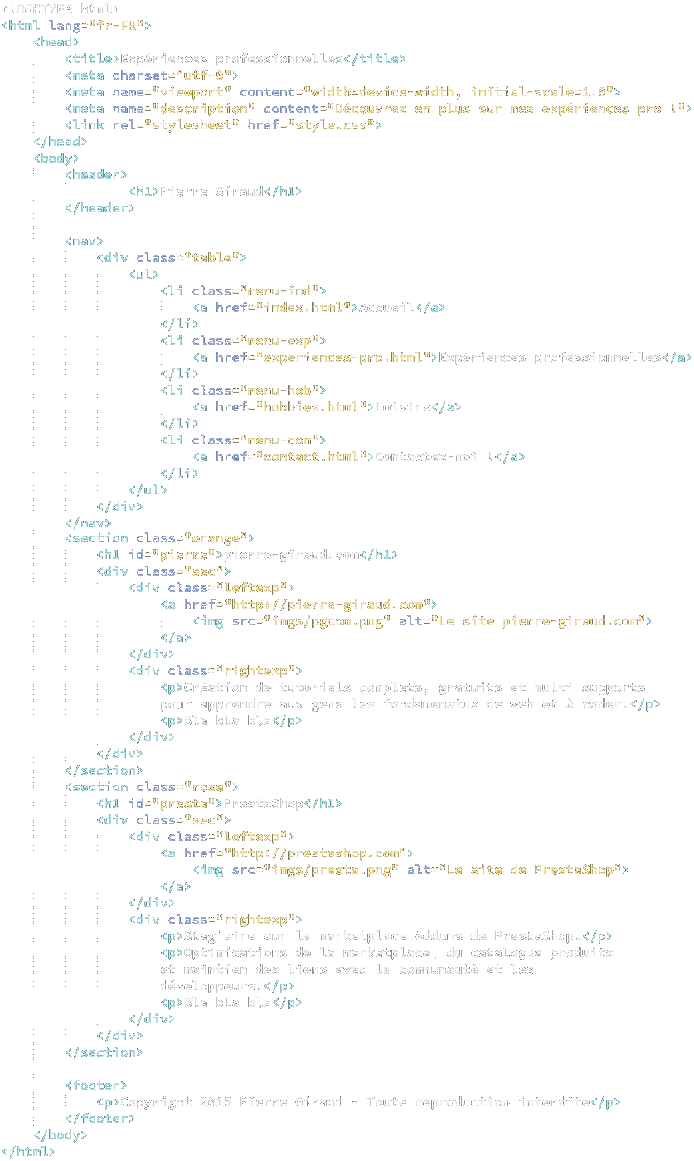 <!DOCTYPE html>
<html lang="fr-FR">
<head>
<title>Expériences professionnelles</title>
<meta charset="utf-8">
<meta name="viewport" content="width=device-width, initial-scale=1.0">
<meta name="description" content="Découvrez en plus sur mes expériences pro !">
<link rel="stylesheet" href="style.css">
</head>
<body>
<header>
<h1>Pierre Giraud</h1>
</header>
<nav>
<div class="table">
<ul>
<li class="menu-ind">
<a href="index.html">Accueil</a>
</li>
<li class="menu-exp">
<a href="experiences-pro.html">Expériences professionnelles</a>
</li>
<li class="menu-hob">
<a href="hobbies.html">Loisirs</a>
</li>
<li class="menu-con">
<a href="contact.html">Contactez-moi !</a>
</li>
</ul>
</div>
</nav>
<section class="orange">
<h1 id="pierre">pierre-giraud.com</h1>
<div class="sec">
<div class="leftexp">
<a href="http://pierre-giraud.com">
<img src="imgs/pgcom.png" alt="Le site pierre-giraud.com">
</a>
</div>
<div class="rightexp">
<p>Création de tutoriels complets, gratuits et multi supports
pour apprendre aux gens les fondamentaux du web et à coder.</p>
<p>Bla bla bla</p>
</div>
</div>
</section>
<section class="rose">
<h1 id="presta">PrestaShop</h1>
<div class="sec">
<div class="leftexp">
<a href="http://prestashop.com">
<img src="imgs/presta.png" alt="Le site de PrestaShop">
</a>
</div>
<div class="rightexp">
<p>Stagiaire sur la marketplace Addons de PrestaShop.</p>
<p>Optimisations de la marketplace, du catalogue produits
et maintien des liens avec la communauté et les
développeurs.</p>
<p>Bla bla bla</p>
</div>
</div>
</section>
<footer>
<p>Copyright 2015 Pierre Giraud - Toute reproduction interdite</p>
</footer>
</body>
</html>